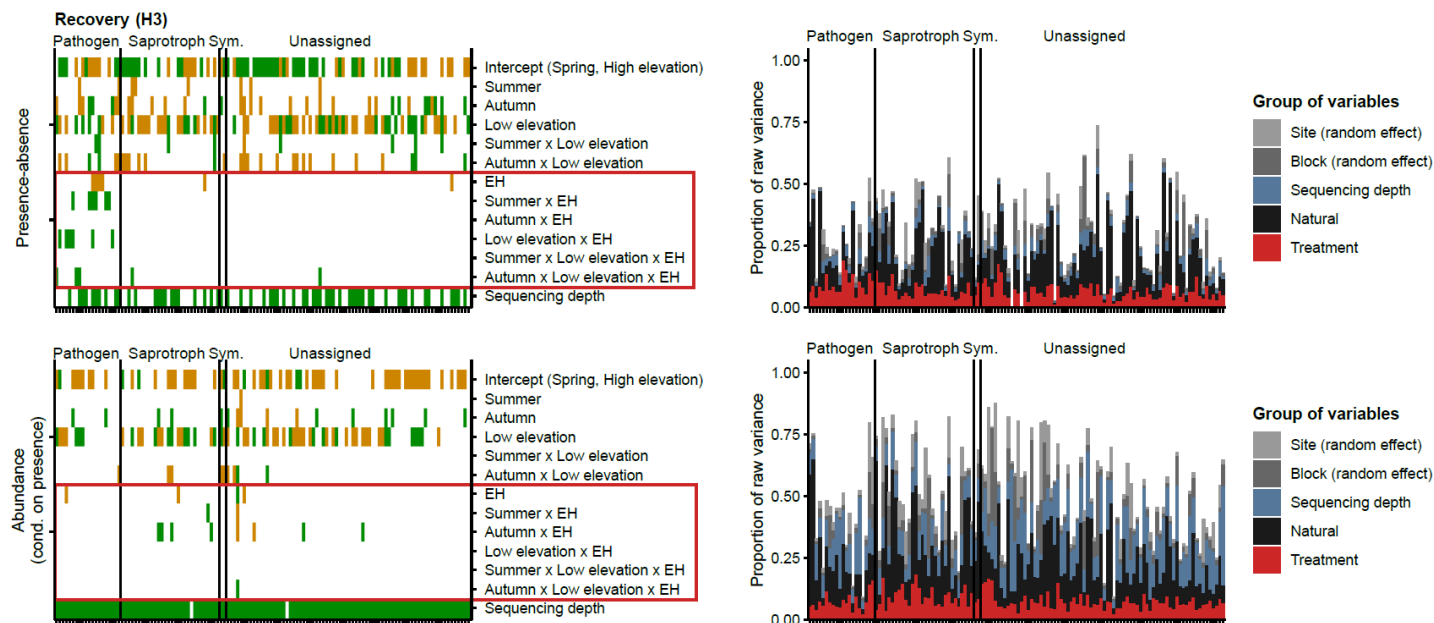 Recovery (H3)
Pathogen Saprotroph Sym. Unassigned
Presence-absence
Intercept (Spring, High elevation)
Summer
Autumn
Low elevation
Summer x Low elevation
Autumn x Low elevation
EH
Summer x EH
Autumn x EH
Low elevation x EH
Summer x Low elevation x EH
Autumn x Low elevation x EH
Sequencing depth
Pathogen Saprotroph Sym. Unassigned
Proportion of raw variance
1.00
0.75
0.50
0.25
0.00
Group of variables
Site (random effect)
Block (random effect)
Sequencing depth
Natural
Treatment
Pathogen Saprotroph Sym. Unassigned
Abundance
(cond. on presence)
Intercept (Spring, High elevation)
Summer
Autumn
Low elevation
Summer x Low elevation
Autumn x Low elevation
EH
Summer x EH
Autumn x EH
Low elevation x EH
Summer x Low elevation x EH
Autumn x Low elevation x EH
Sequencing depth
Pathogen Saprotroph Sym. Unassigned
Proportion of raw variance
1.00
0.75
0.50
0.25
0.00
Group of variables
Site (random effect)
Block (random effect)
Sequencing depth
Natural
Treatment